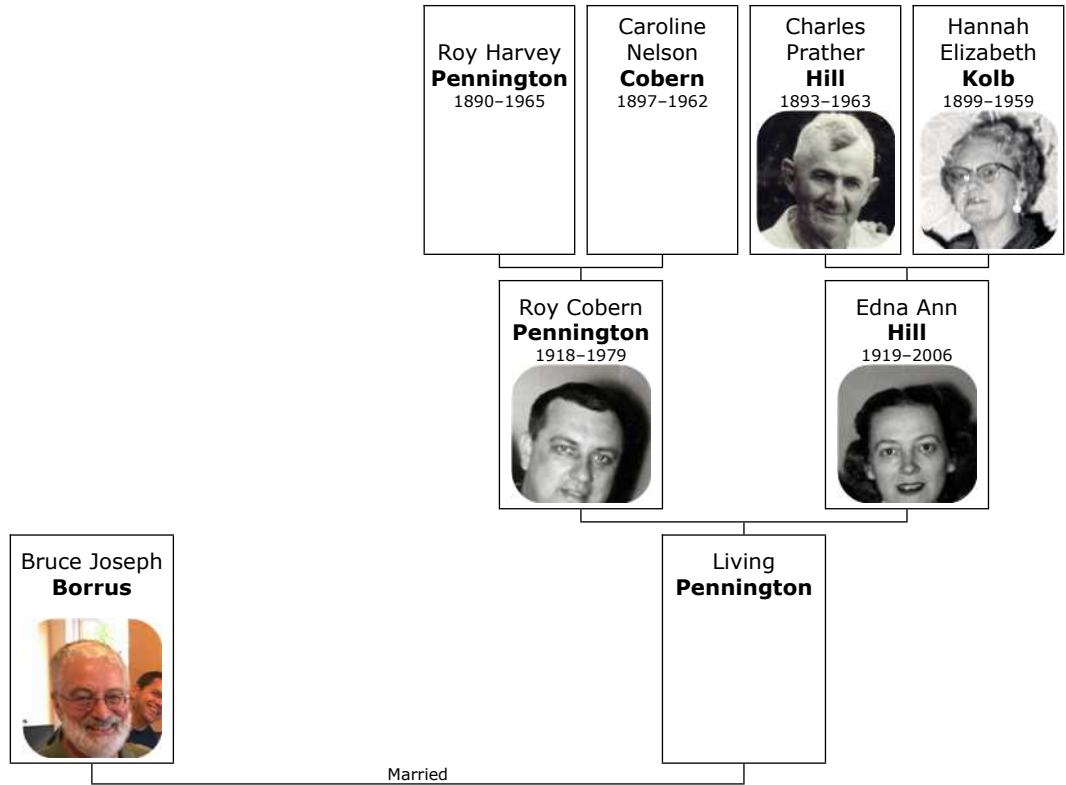 Roy Harvey
Pennington
1890–1965
Caroline
Nelson
Cobern
1897–1962
Charles
Prather
Hill
1893–1963
Hannah
Elizabeth
Kolb
1899–1959
Roy Cobern
Pennington
1918–1979
Edna Ann
Hill
1919–2006
Bruce Joseph
Borrus
Living
Pennington
Married